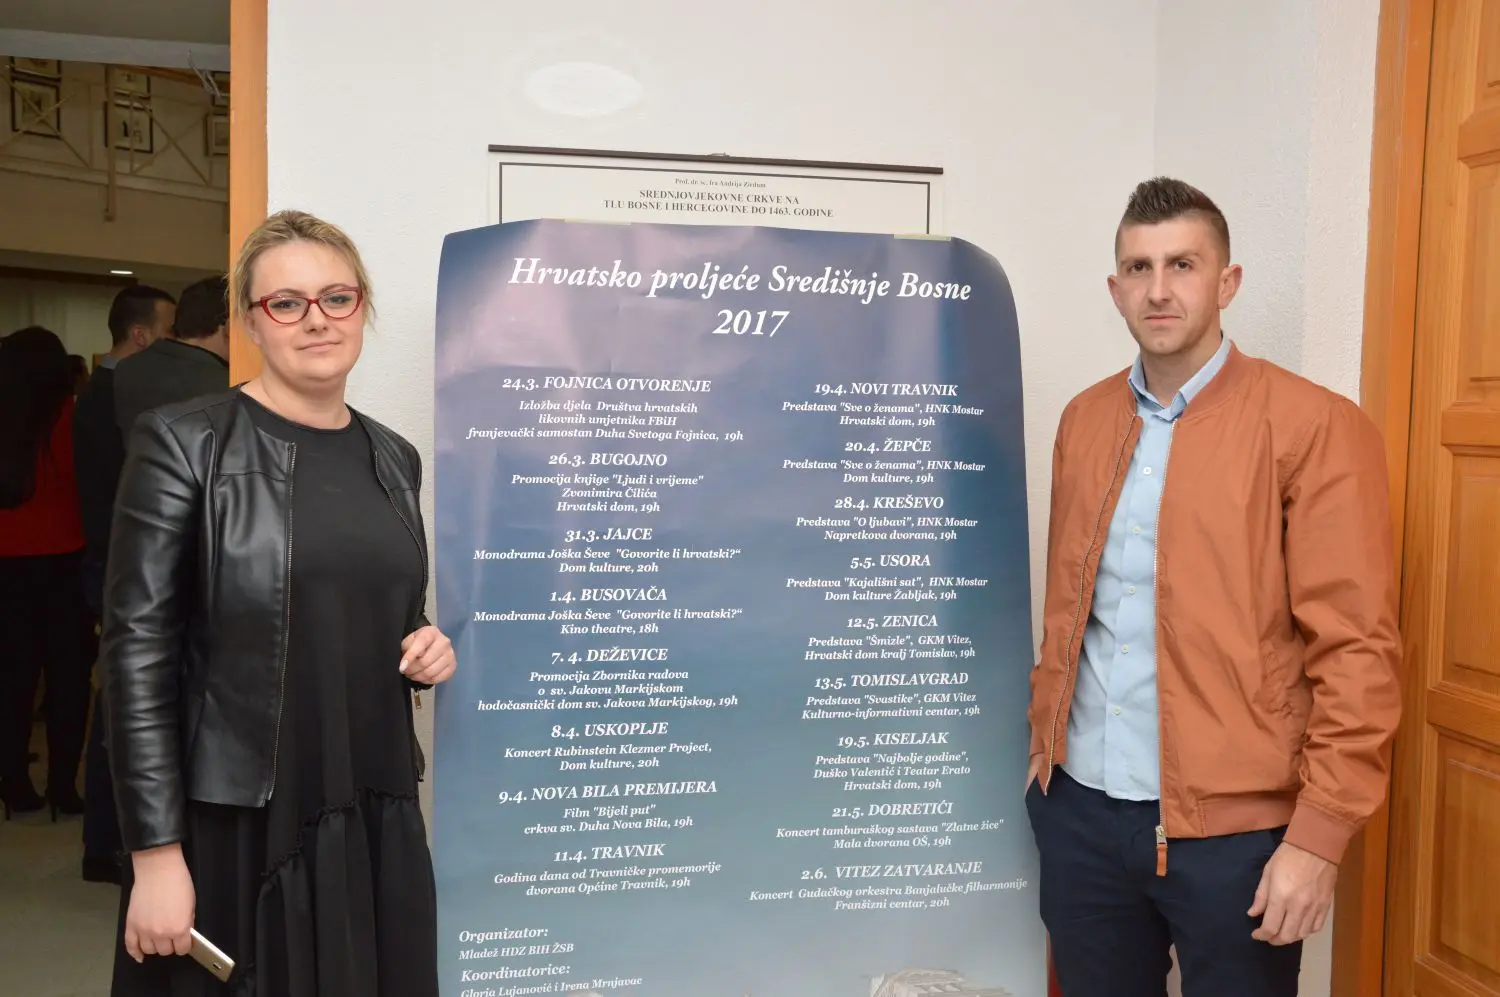 Prof. dr. sc. fra Andrija Zirdum
SREDNJOVJEKOVNE CRKVE NA
TLU BOSNE I HERCEGOVINE DO 1463. GODINE
Hrvatsko proljeće Središnje Bosne
2017
24.3. FOJNICA OTVORENJE
Izložba djela Društva hrvatskih
likovnih umjetnika FBiH
franjevački samostan Duha Svetoga Fojnica, 19h
26.3. BUGOJNO
Promocija knjige "Ljudi i vrijeme"
Zvonimira Čilića
Hrvatski dom, 19h
31.3. JAJCE
Monodrama Joška Ševe "Govorite li hrvatski?"
Dom kulture, 20h
1.4. BUSOVAČA
Monodrama Joška Ševe "Govorite li hrvatski?"
Kino theatre, 18h
7. 4. DEŽEVICE
Promocija Zbornika radova
o sv. Jakovu Markijskom
hodočasnički dom sv. Jakova Markijskog, 19h
8.4. USKOPLJE
Koncert Rubinstein Klezmer Project,
Dom kulture, 20h
9.4. NOVA BILA PREMIJERA
Film "Bijeli put"
crkva sv. Duha Nova Bila, 19h
11.4. TRAVNIK
Godina dana od Travničke promemorije
dvorana Općine Travnik, 19h
19.4. NOVI TRAVNIK
Predstava "Sve o ženama", HNK Mostar
Hrvatski dom, 19h
20.4. ŽEPČE
Predstava "Sve o ženama", HNK Mostar
Dom kulture, 19h
28.4. KREŠEVO
Predstava "O ljubavi", HNK Mostar
Napretkova dvorana, 19h
5.5. USORA
Predstava "Kajališni sat", HNK Mostar
Dom kulture Žabljak, 19h
12.5. ZENICA
Predstava "Šmizle", GKM Vitez,
Hrvatski dom kralj Tomislav, 19h
13.5. TOMISLAVGRAD
Predstava "Svastike", GKM Vitez
Kulturno-informativni centar, 19h
19.5. KISELJAK
Predstava "Najbolje godine",
Duško Valentić i Teatar Erato
Hrvatski dom, 19h
21.5. DOBRETIĆI
Koncert tamburaškog sastava "Zlatne žice"
Mala dvorana OŠ, 19h
2.6. VITEZ ZATVARANJE
Koncert Gudačkog orkestra Banjalučke filharmonije
Franšizni centar, 20h
Organizator:
Mladež HDZ BIH ŽSB
Koordinatorice:
Gloria Lujanović i Irena Mrnjavac